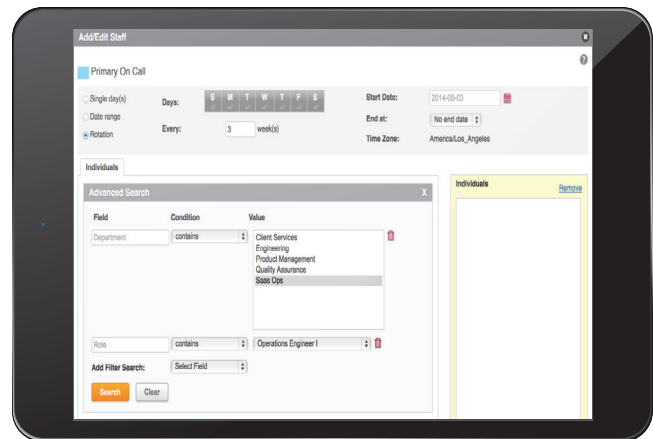 Add/Edit Staff
Primary On Call
Single day(s)
Days: S M T W T F S
Start Date: 2014-08-03
Date range
End at: No end date
Rotation
Every: 3 week(s)
Time Zone: America/Los_Angeles
Individuals
Advanced Search X
Individuals Remove
Field Condition Value
Department contains Client Services
Engineering
Product Management
Quality Assurance
Saas Ops
Role contains Operations Engineer I
Add Filter Search: Select Field
Search Clear